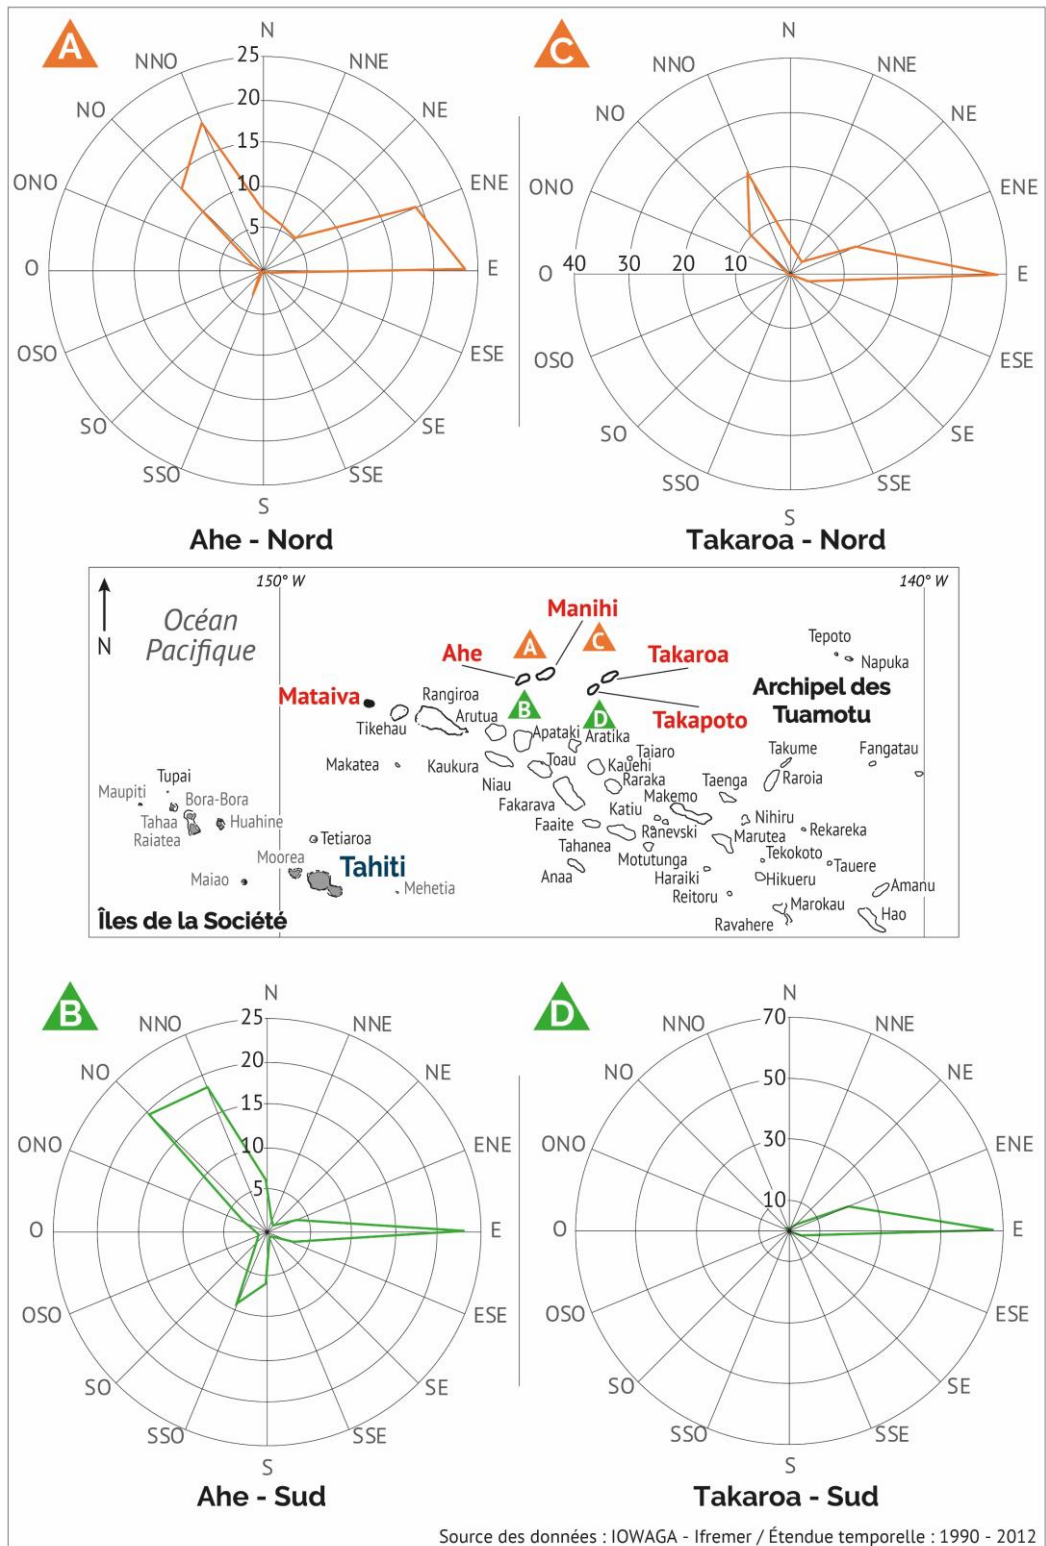 A
N
NNE
NE
ENE
E
ESE
SE
SSE
S
SSO
SO
OSO
O
ONO
NO
NNO
25
20
15
10
5
Ahe - Nord
C
N
NNE
NE
ENE
E
ESE
SE
SSE
S
SSO
SO
OSO
O
ONO
NO
NNO
40 30 20 10
Takaroa - Nord
150° W
140° W
N
Océan
Pacifique
Manihi
A
C
Ahe
Takaroa
Tepoto
Napuka
Mataiva
Rangiroa
B
D
Takapoto
Archipel des
Tuamotu
Tikehau
Arutua
Apataki
Aratika
Makatea
Kaukura
Toau
Kauehi
Taiaro
Takume
Fangatau
Niau
Raraka
Taenga
Raroia
Fakarava
Katiu
Makemo
Tupai
Maupiti
Bora-Bora
Tahaa
Huahine
Raiatea
Tetiaroa
Faaite
Ranevski
Nihiru
Rekareka
Tahanea
Marutea
Moorea
Tahiti
Motutunga
Tekokoto
Tauere
Maiao
Mehetia
Anaa
Haraiki
Hikueru
Amanu
Reitoru
Marokau
Hao
Îles de la Société
Ravahere
B
N
NNE
NE
ENE
E
ESE
SE
SSE
S
SSO
SO
OSO
O
ONO
NO
NNO
25
20
15
10
5
Ahe - Sud
D
N
NNE
NE
ENE
E
ESE
SE
SSE
S
SSO
SO
OSO
O
ONO
NO
NNO
70
50
30
10
Takaroa - Sud
Source des données : IOWAGA - Ifremer / Étendue temporelle : 1990 - 2012